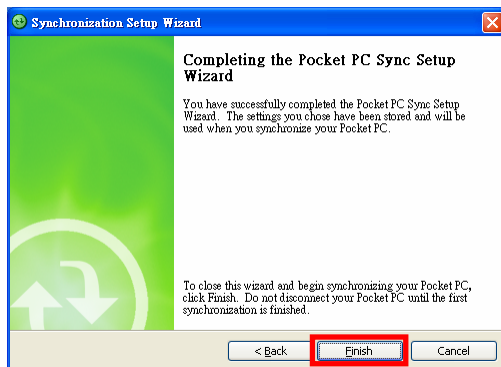 Synchronization Setup Wizard
Completing the Pocket PC Sync Setup
Wizard
You have successfully completed the Pocket PC Sync Setup
Wizard. The settings you chose have been stored and will be
used when you synchronize your Pocket PC.
To close this wizard and begin synchronizing your Pocket PC,
click Finish. Do not disconnect your Pocket PC until the first
synchronization is finished.
< Back Finish Cancel